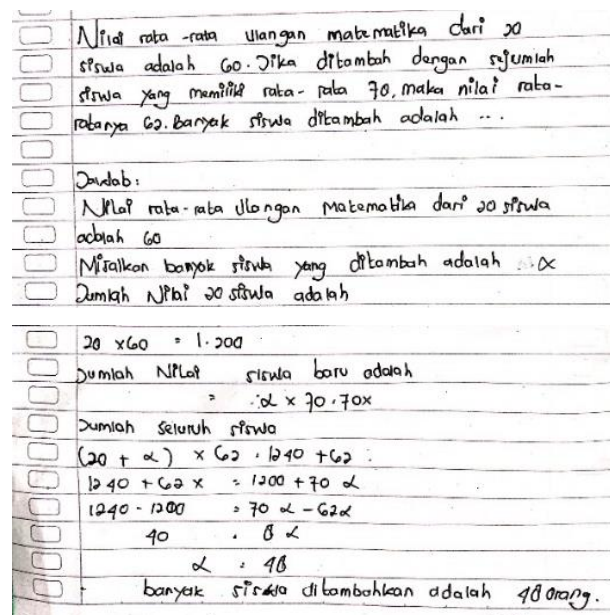 Nilai rata-rata ulangan matematika dari 20
siswa adalah 60. Jika ditambah dengan sejumlah
siswa yang memiliki rata-rata 70, maka nilai rata-
ratanya 62. Banyak siswa ditambah adalah ...
Jawab:
Nilai rata-rata ulangan matematika dari 20 siswa
adalah 60
Misalkan banyak siswa yang ditambah adalah : x
Jumlah Nilai 20 siswa adalah
20 x 60 = 1.200
Jumlah Nilai siswa baru adalah
= x × 70 . 70x
Jumlah seluruh siswa
(20 + x) × 62 . 1240 + 62
1240 + 62 x = 1200 + 70 x
1240 - 1200 = 70 x - 62x
40 = 8 x
x = 48
banyak siswa ditambahkan adalah 48 orang.